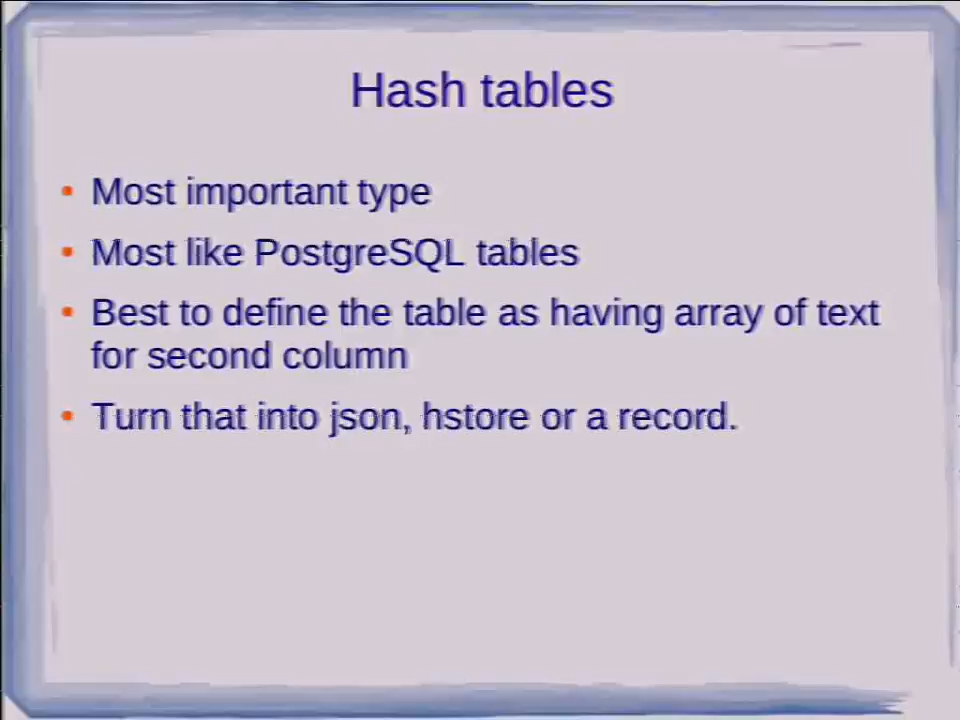 Hash tables
• Most important type
• Most like PostgreSQL tables
• Best to define the table as having array of text
for second column
• Turn that into json, hstore or a record.